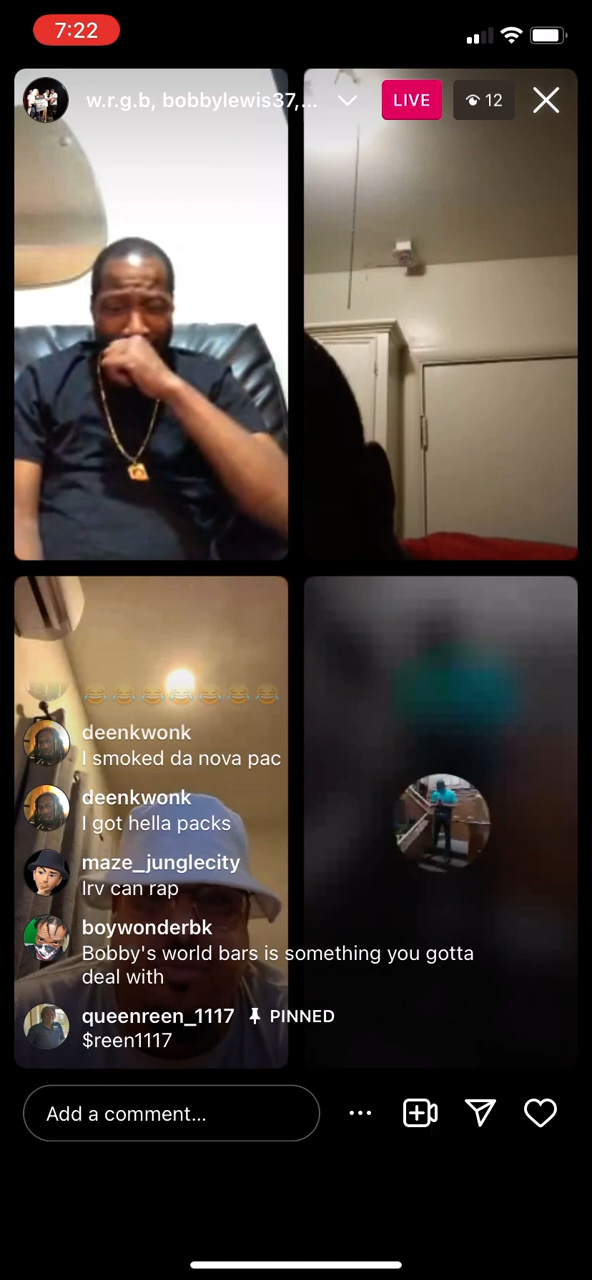 7:22
w.r.g.b, bobbylewis37,...
LIVE
12
😂😂😂😂😂😂😂
deenkwonk
I smoked da nova pac
deenkwonk
I got hella packs
maze_junglecity
Irv can rap
boywonderbk
Bobby's world bars is something you gotta
deal with
queenreen_1117 PINNED
$reen1117
Add a comment...